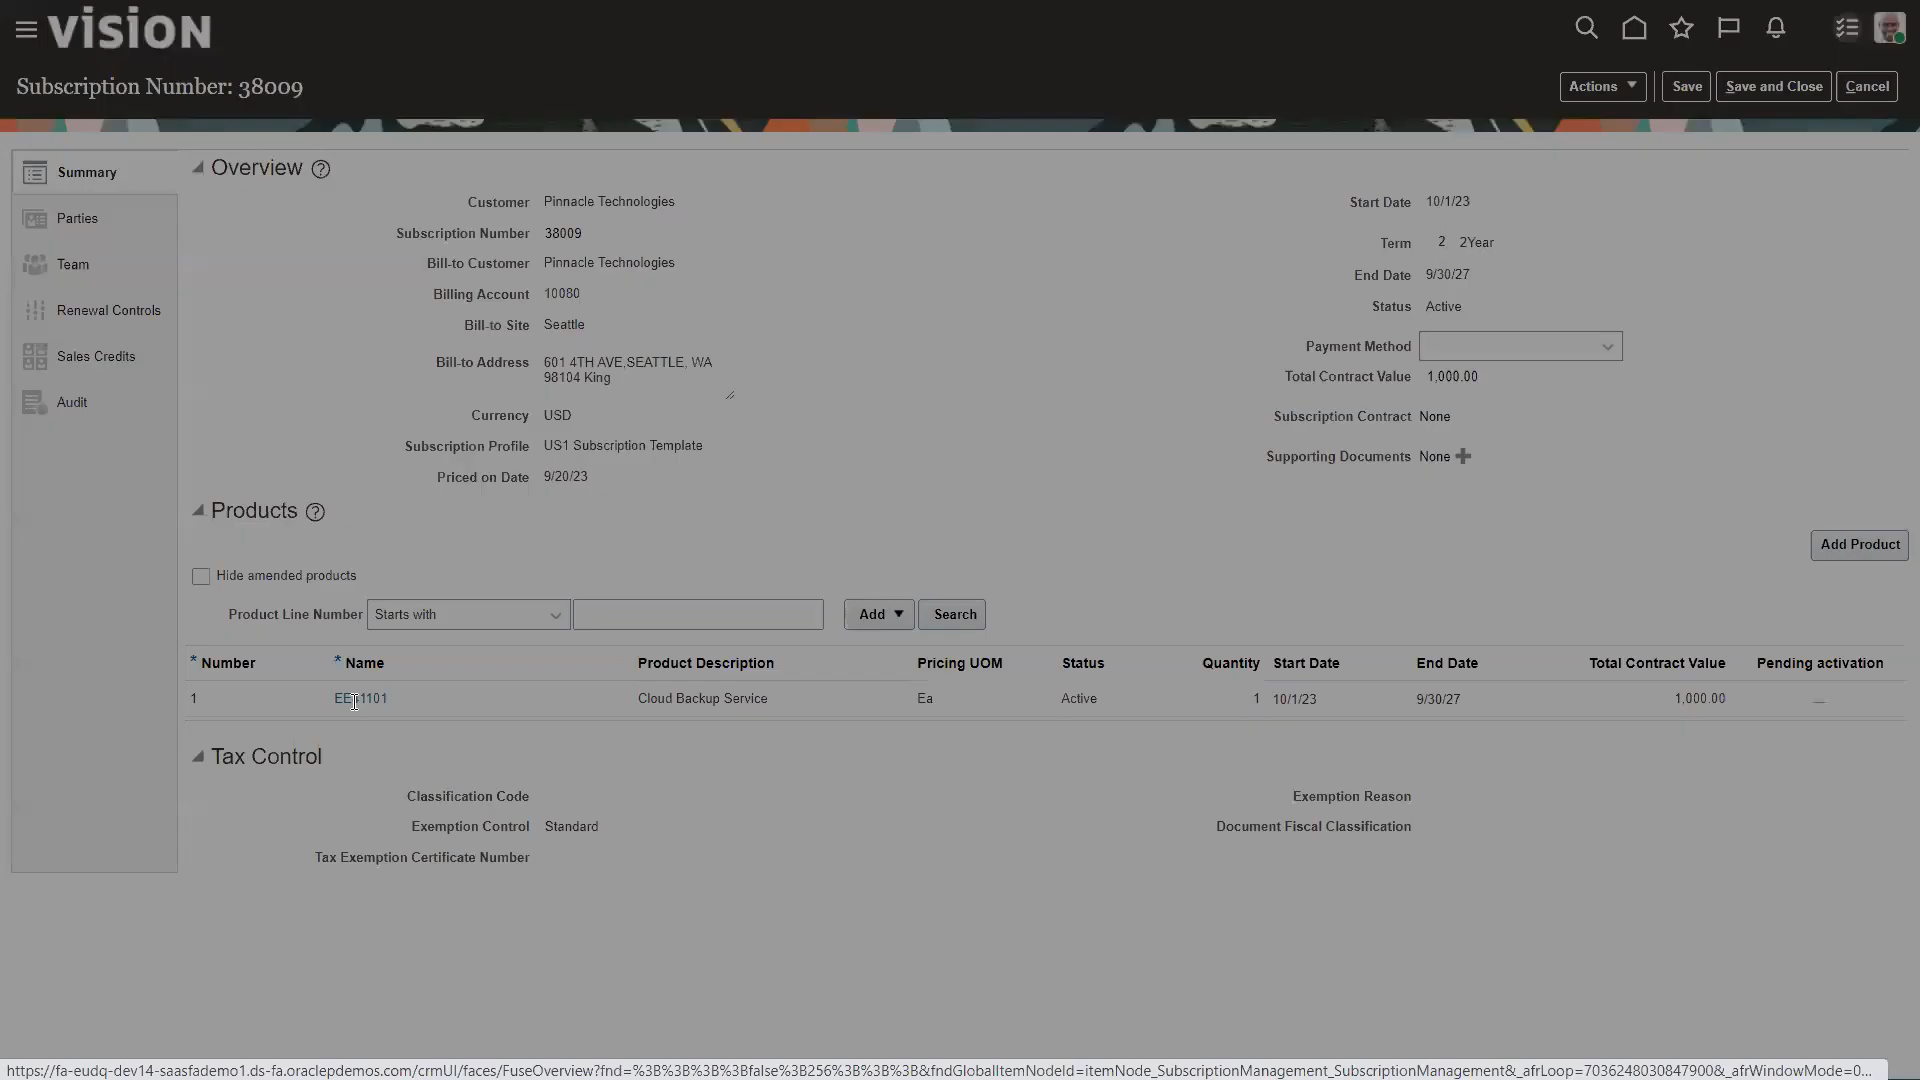 VISION
Subscription Number: 38009
Actions
Save
Save and Close
Cancel
Summary
Parties
Team
Renewal Controls
Sales Credits
Audit
Overview
Customer Pinnacle Technologies
Subscription Number 38009
Bill-to Customer Pinnacle Technologies
Billing Account 10080
Bill-to Site Seattle
Bill-to Address 601 4TH AVE,SEATTLE, WA
98104 King
Currency USD
Subscription Profile US1 Subscription Template
Priced on Date 9/20/23
Start Date 10/1/23
Term 2 2Year
End Date 9/30/27
Status Active
Payment Method
Total Contract Value 1,000.00
Subscription Contract None
Supporting Documents None
Products
Add Product
Hide amended products
Product Line Number Starts with Add Search
* Number * Name Product Description Pricing UOM Status Quantity Start Date End Date Total Contract Value Pending activation
1 Cloud Backup Service Ea Active 1 10/1/23 9/30/27 1,000.00 —
Tax Control
Classification Code
Exemption Control Standard
Tax Exemption Certificate Number
Exemption Reason
Document Fiscal Classification
https://fa-eudq-dev14-saasfademo1.ds-fa.oraclepdemos.com/crmUI/faces/FuseOverview?fnd=%3B%3B%3B%3Bfalse%3B256%3B%3B%3B&fndGlobalItemNodeId=itemNode_SubscriptionManagement_SubscriptionManagement&_afrLoop=7036248030847900&_afrWindowMode=0...